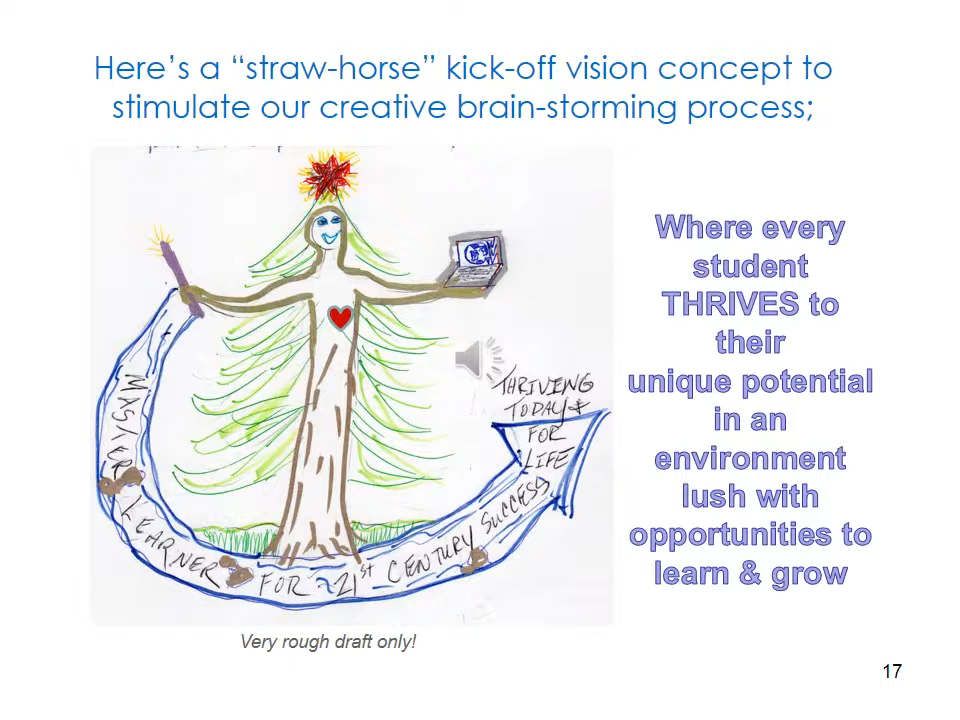 Here's a “straw-horse” kick-off vision concept to
stimulate our creative brain-storming process;
Where every
student
THRIVES to
their
unique potential
in an
environment
lush with
opportunities to
learn & grow
MASTER LEARNER FOR 21ST CENTURY SUCCESS
THRIVING
TODAY &
FOR
LIFE
Very rough draft only!
17